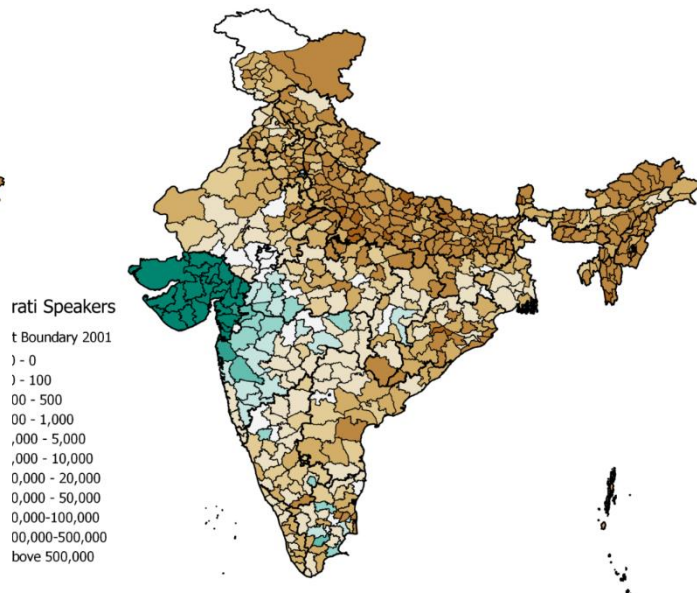 rati Speakers
t Boundary 2001
) - 0
) - 100
00 - 500
00 - 1,000
,000 - 5,000
,000 - 10,000
0,000 - 20,000
0,000 - 50,000
0,000-100,000
00,000-500,000
bove 500,000